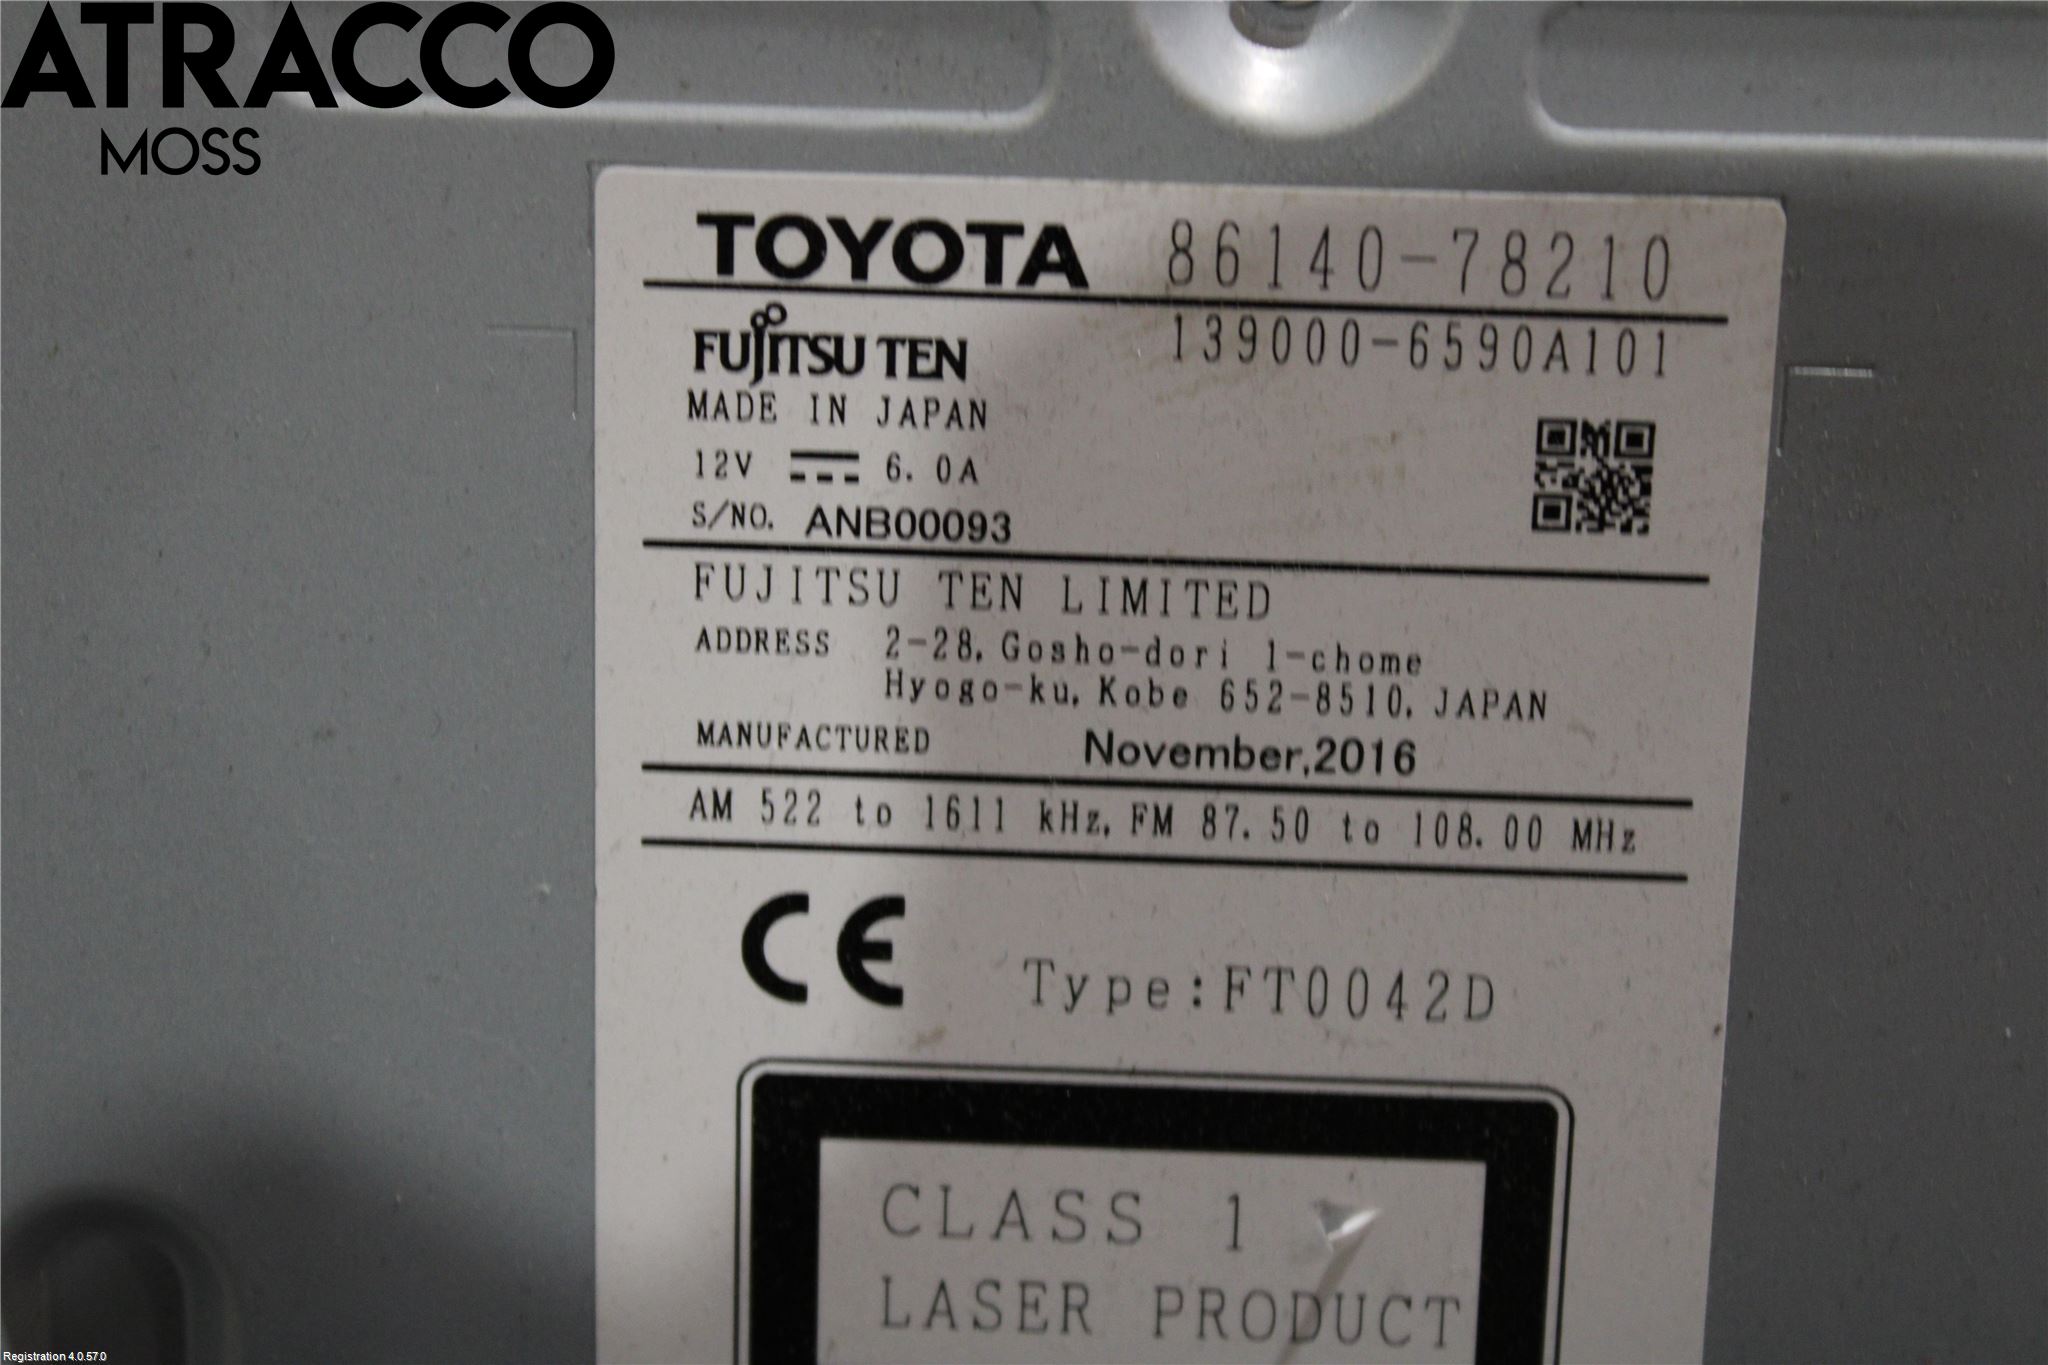 ATRACCO
MOSS
TOYOTA 86140-78210
FUJITSU TEN 139000-6590A101
MADE IN JAPAN
12V 6.0A
S/NO. ANB00093
FUJITSU TEN LIMITED
ADDRESS 2-28, Gosho-dori 1-chome
Hyogo-ku, Kobe 652-8510, JAPAN
MANUFACTURED November,2016
AM 522 to 1611 kHz, FM 87.50 to 108.00 MHz
CE Type:FT0042D
CLASS 1
LASER PRODUCT
Registration 4.0.57.0